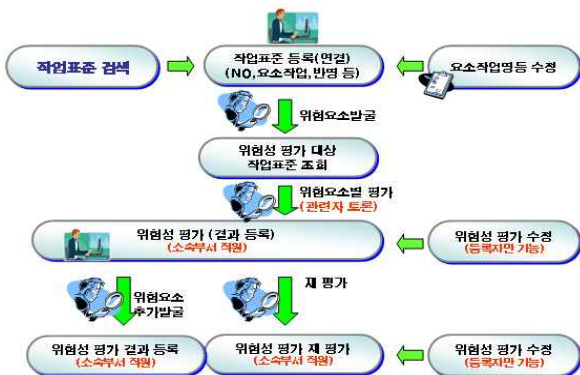 작업표준 검색
작업표준 등록(연결)
(NO,요소작업,반명 등)
요소작업명등 수정
위험요소발굴
위험성 평가 대상
작업표준 조회
위험요소별 평가
(관련자 토론)
위험성 평가 (결과 등록)
(소속부서 직원)
위험성 평가 수정
(등록자만 가능)
위험요소
추가발굴
재 평가
위험성 평가 결과 등록
(소속부서 직원)
위험성 평가 재 평가
(소속부서 직원)
위험성 평가 수정
(등록자만 가능)